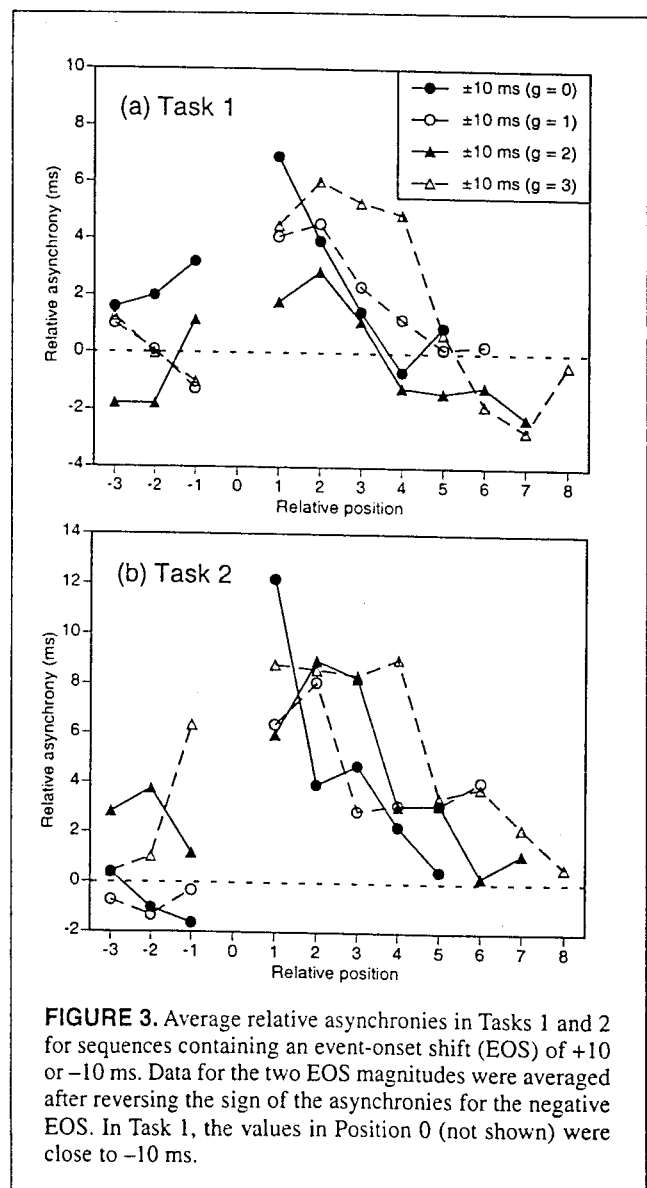 (a) Task 1
±10 ms (g = 0)
±10 ms (g = 1)
±10 ms (g = 2)
±10 ms (g = 3)
Relative asynchrony (ms)
10
8
6
4
2
0
-2
-4
-3 -2 -1 0 1 2 3 4 5 6 7 8
Relative position
(b) Task 2
Relative asynchrony (ms)
14
12
10
8
6
4
2
0
-2
-3 -2 -1 0 1 2 3 4 5 6 7 8
Relative position
FIGURE 3. Average relative asynchronies in Tasks 1 and 2
for sequences containing an event-onset shift (EOS) of +10
or –10 ms. Data for the two EOS magnitudes were averaged
after reversing the sign of the asynchronies for the negative
EOS. In Task 1, the values in Position 0 (not shown) were
close to –10 ms.